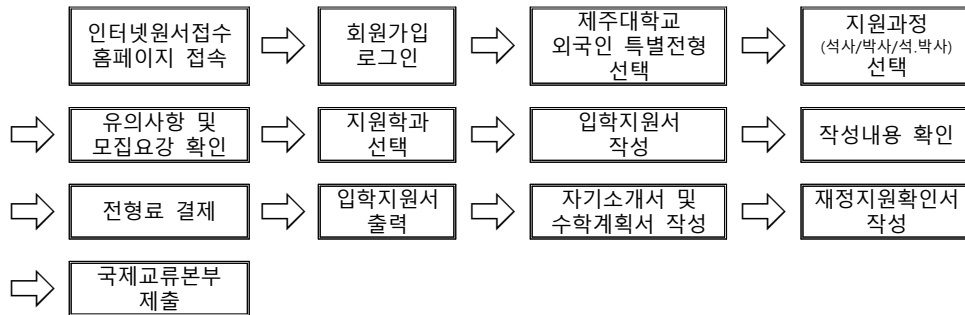 인터넷원서접수
홈페이지 접속
회원가입
로그인
제주대학교
외국인 특별전형
선택
지원과정
(석사/박사/석.박사)
선택
유의사항 및
모집요강 확인
지원학과
선택
입학지원서
작성
작성내용 확인
전형료 결제
입학지원서
출력
자기소개서 및
수학계획서 작성
재정지원확인서
작성
국제교류본부
제출